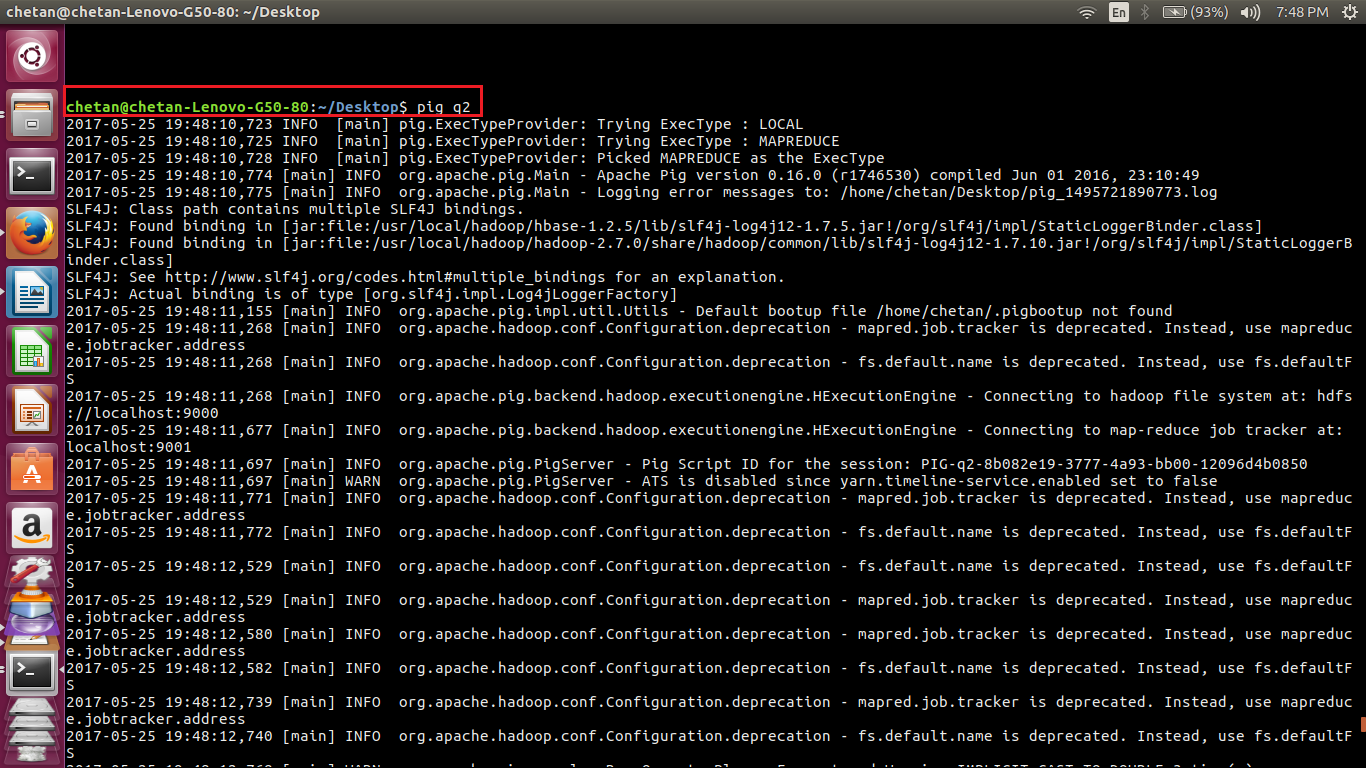 chetan@chetan-Lenovo-G50-80: ~/Desktop
En
(93%)
7:48 PM
chetan@chetan-Lenovo-G50-80:~/Desktop$ pig q2
2017-05-25 19:48:10,723 INFO  [main] pig.ExecTypeProvider: Trying ExecType : LOCAL
2017-05-25 19:48:10,725 INFO  [main] pig.ExecTypeProvider: Trying ExecType : MAPREDUCE
2017-05-25 19:48:10,728 INFO  [main] pig.ExecTypeProvider: Picked MAPREDUCE as the ExecType
2017-05-25 19:48:10,774 [main] INFO  org.apache.pig.Main - Apache Pig version 0.16.0 (r1746530) compiled Jun 01 2016, 23:10:49
2017-05-25 19:48:10,775 [main] INFO  org.apache.pig.Main - Logging error messages to: /home/chetan/Desktop/pig_1495721890773.log
SLF4J: Class path contains multiple SLF4J bindings.
SLF4J: Found binding in [jar:file:/usr/local/hadoop/hbase-1.2.5/lib/slf4j-log4j12-1.7.5.jar!/org/slf4j/impl/StaticLoggerBinder.class]
SLF4J: Found binding in [jar:file:/usr/local/hadoop/hadoop-2.7.0/share/hadoop/common/lib/slf4j-log4j12-1.7.10.jar!/org/slf4j/impl/StaticLoggerB
inder.class]
SLF4J: See http://www.slf4j.org/codes.html#multiple_bindings for an explanation.
SLF4J: Actual binding is of type [org.slf4j.impl.Log4jLoggerFactory]
2017-05-25 19:48:11,155 [main] INFO  org.apache.pig.impl.util.Utils - Default bootup file /home/chetan/.pigbootup not found
2017-05-25 19:48:11,268 [main] INFO  org.apache.hadoop.conf.Configuration.deprecation - mapred.job.tracker is deprecated. Instead, use mapreduc
e.jobtracker.address
2017-05-25 19:48:11,268 [main] INFO  org.apache.hadoop.conf.Configuration.deprecation - fs.default.name is deprecated. Instead, use fs.defaultF
S
2017-05-25 19:48:11,268 [main] INFO  org.apache.pig.backend.hadoop.executionengine.HExecutionEngine - Connecting to hadoop file system at: hdfs
://localhost:9000
2017-05-25 19:48:11,677 [main] INFO  org.apache.pig.backend.hadoop.executionengine.HExecutionEngine - Connecting to map-reduce job tracker at:
localhost:9001
2017-05-25 19:48:11,697 [main] INFO  org.apache.pig.PigServer - Pig Script ID for the session: PIG-q2-8b082e19-3777-4a93-bb00-12096d4b0850
2017-05-25 19:48:11,697 [main] WARN  org.apache.pig.PigServer - ATS is disabled since yarn.timeline-service.enabled set to false
2017-05-25 19:48:11,771 [main] INFO  org.apache.hadoop.conf.Configuration.deprecation - mapred.job.tracker is deprecated. Instead, use mapreduc
e.jobtracker.address
2017-05-25 19:48:11,772 [main] INFO  org.apache.hadoop.conf.Configuration.deprecation - fs.default.name is deprecated. Instead, use fs.defaultF
S
2017-05-25 19:48:12,529 [main] INFO  org.apache.hadoop.conf.Configuration.deprecation - fs.default.name is deprecated. Instead, use fs.defaultF
S
2017-05-25 19:48:12,529 [main] INFO  org.apache.hadoop.conf.Configuration.deprecation - mapred.job.tracker is deprecated. Instead, use mapreduc
e.jobtracker.address
2017-05-25 19:48:12,580 [main] INFO  org.apache.hadoop.conf.Configuration.deprecation - mapred.job.tracker is deprecated. Instead, use mapreduc
e.jobtracker.address
2017-05-25 19:48:12,582 [main] INFO  org.apache.hadoop.conf.Configuration.deprecation - fs.default.name is deprecated. Instead, use fs.defaultF
S
2017-05-25 19:48:12,739 [main] INFO  org.apache.hadoop.conf.Configuration.deprecation - mapred.job.tracker is deprecated. Instead, use mapreduc
e.jobtracker.address
2017-05-25 19:48:12,740 [main] INFO  org.apache.hadoop.conf.Configuration.deprecation - fs.default.name is deprecated. Instead, use fs.defaultF
S